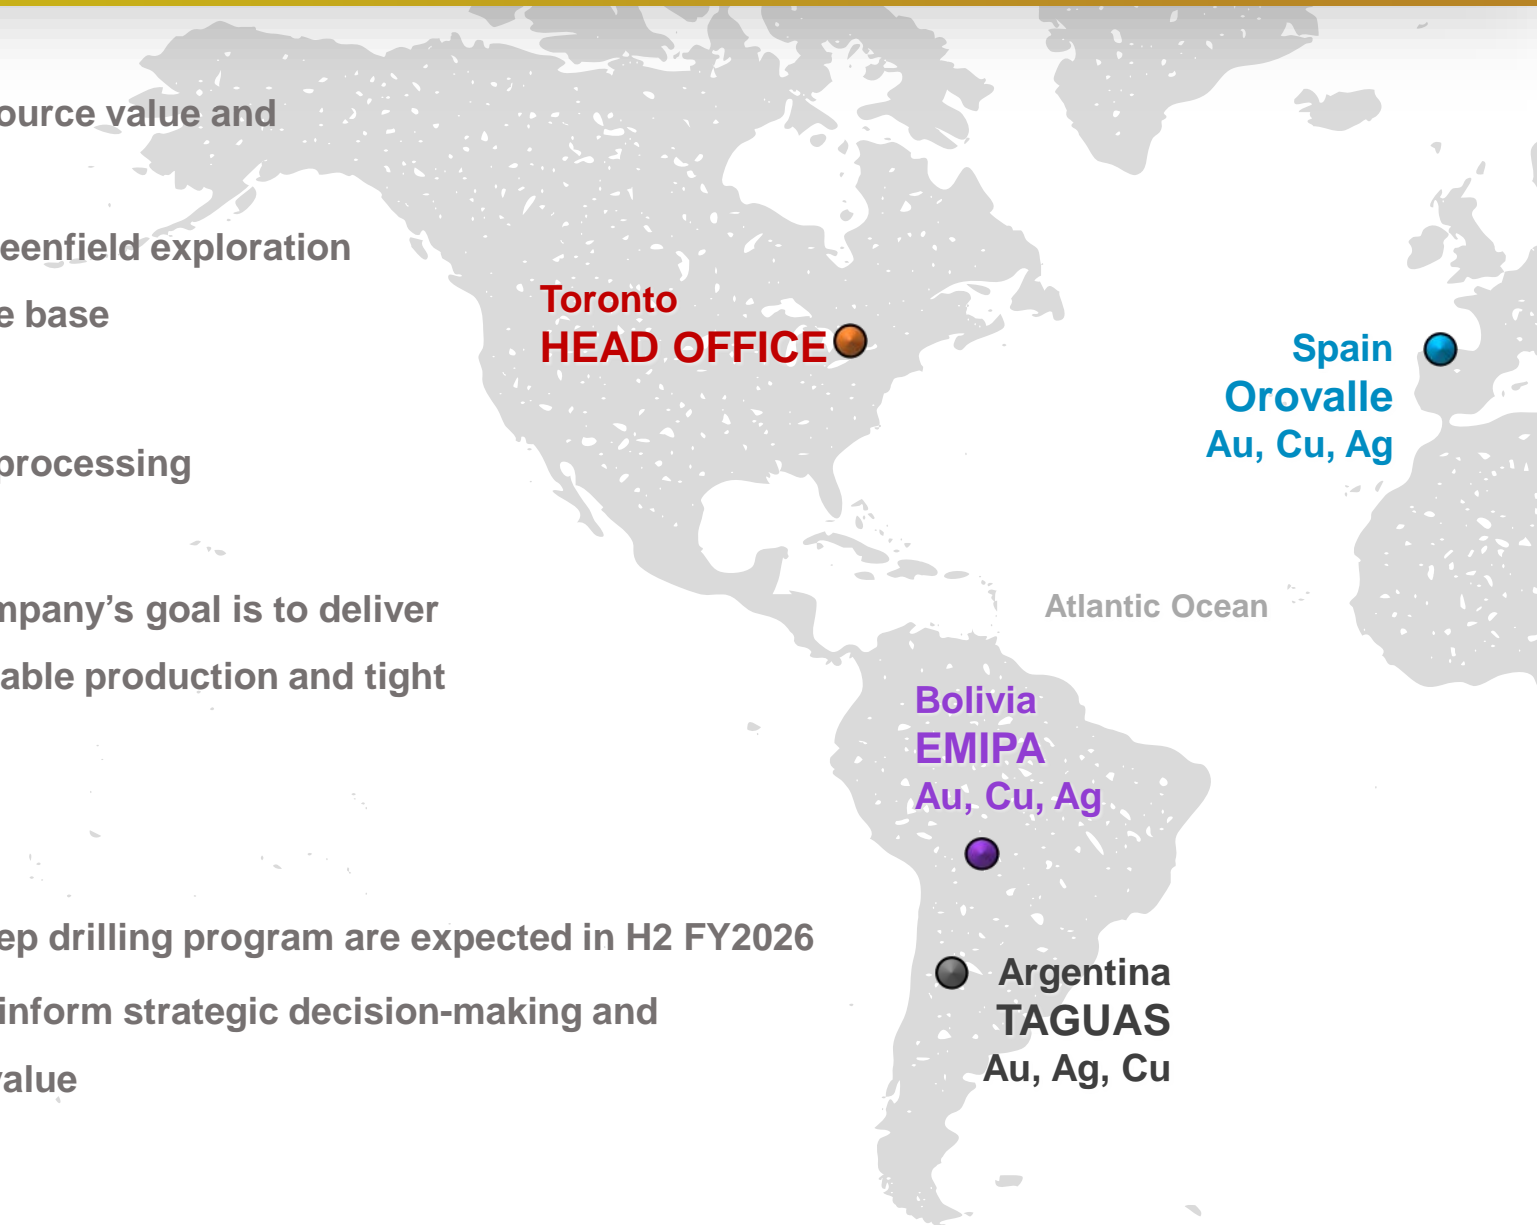 ource value and
eenfield exploration
e base
processing
mpany’s goal is to deliver
able production and tight
ep drilling program are expected in H2 FY2026
inform strategic decision-making and
value
Toronto
HEAD OFFICE
Spain
Orovalle
Au, Cu, Ag
Atlantic Ocean
Bolivia
EMIPA
Au, Cu, Ag
Argentina
TAGUAS
Au, Ag, Cu